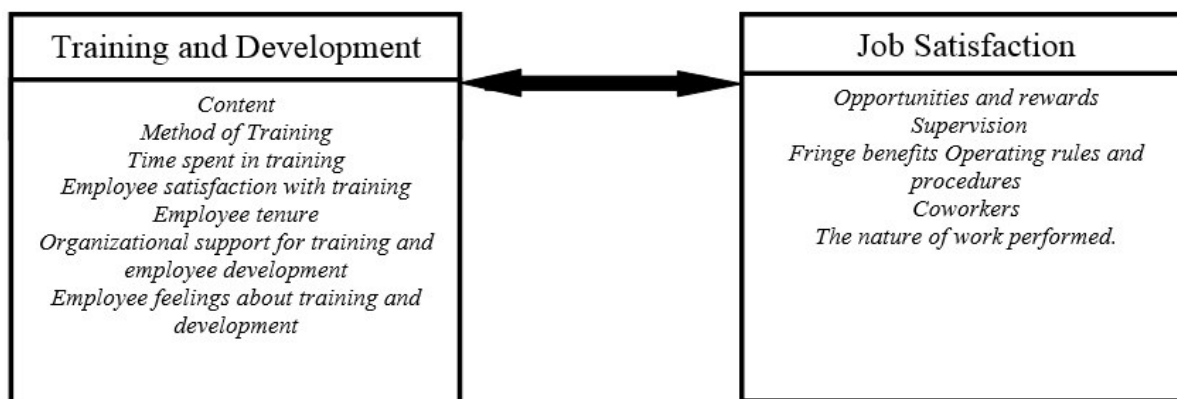 Training and Development
Content
Method of Training
Time spent in training
Employee satisfaction with training
Employee tenure
Organizational support for training and
employee development
Employee feelings about training and
development
Job Satisfaction
Opportunities and rewards
Supervision
Fringe benefits Operating rules and
procedures
Coworkers
The nature of work performed.